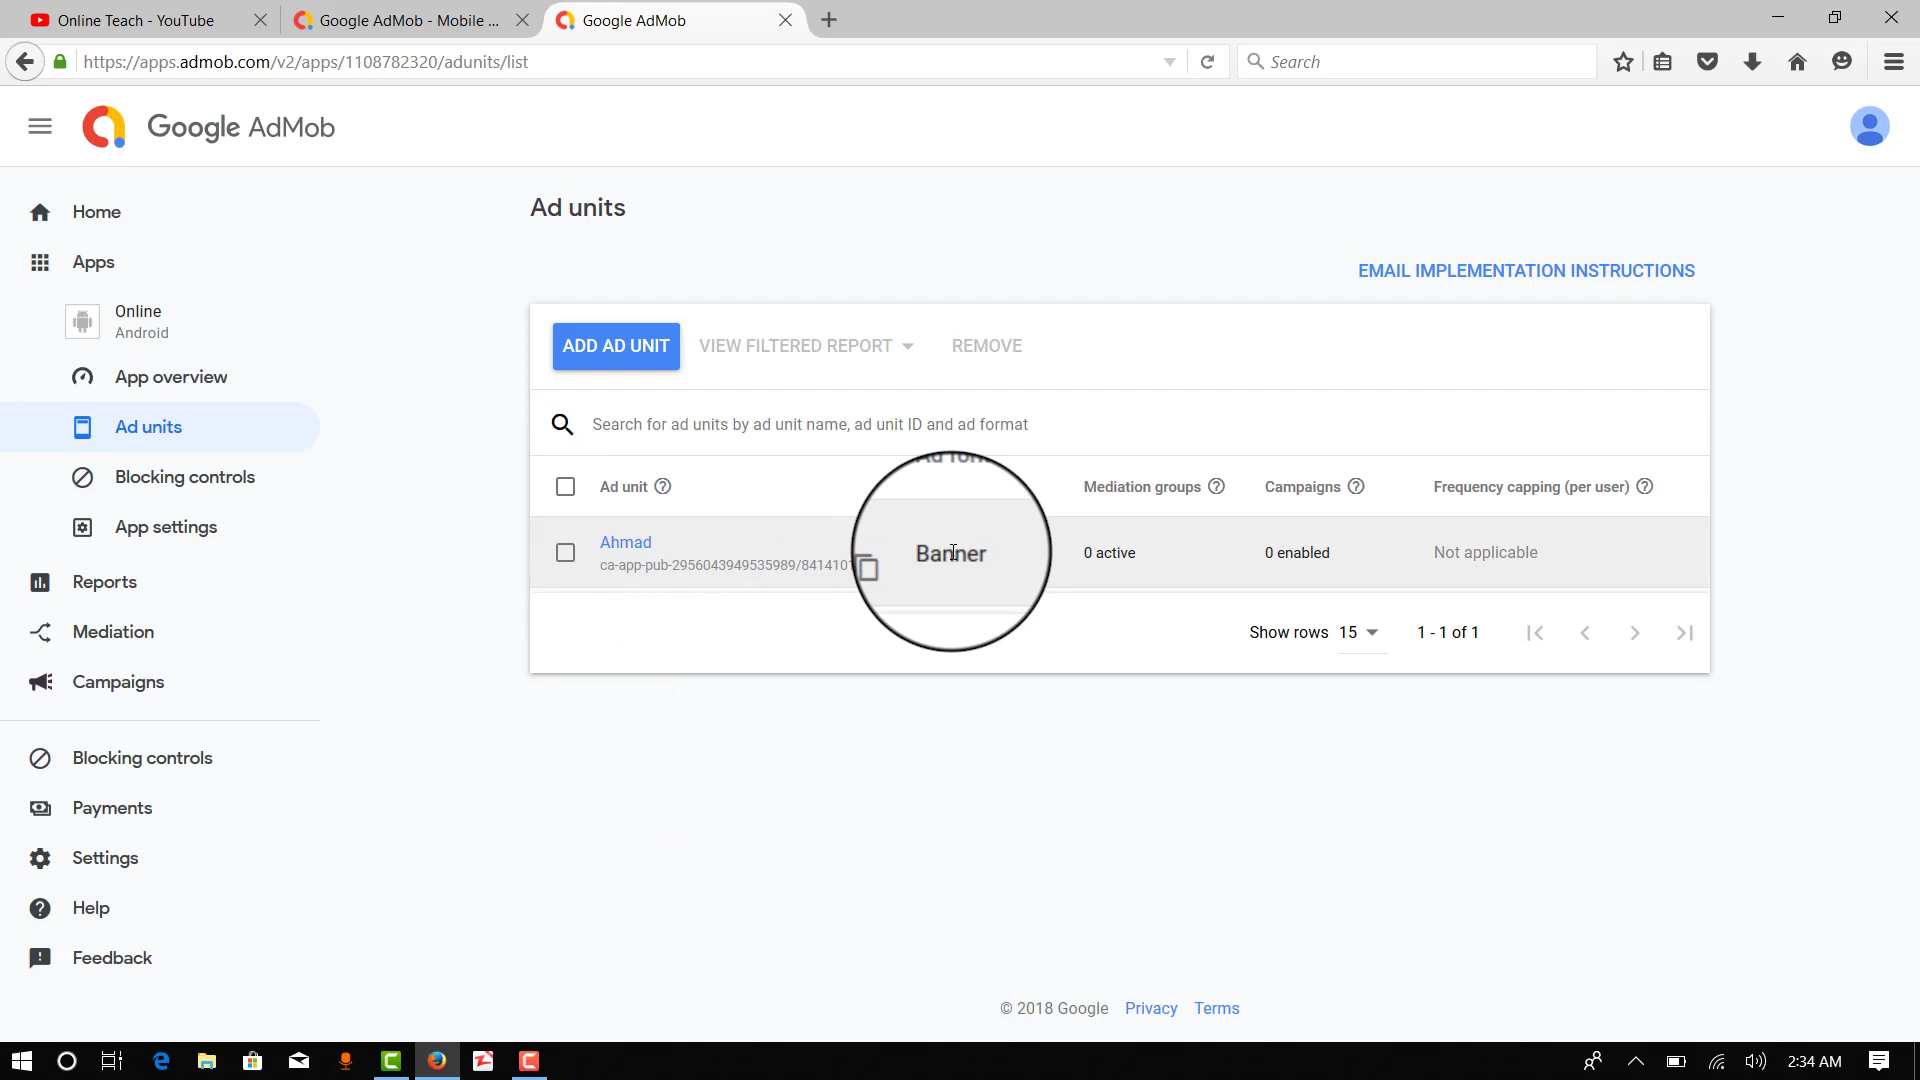 Online Teach - YouTube
Google AdMob - Mobile ...
Google AdMob
https://apps.admob.com/v2/apps/1108782320/adunits/list
Search
Google AdMob
Home
Apps
Online
Android
App overview
Ad units
Blocking controls
App settings
Reports
Mediation
Campaigns
Blocking controls
Payments
Settings
Help
Feedback
Ad units
EMAIL IMPLEMENTATION INSTRUCTIONS
ADD AD UNIT
VIEW FILTERED REPORT
REMOVE
Search for ad units by ad unit name, ad unit ID and ad format
Ad unit
Mediation groups
Campaigns
Frequency capping (per user)
Ahmad
ca-app-pub-2956043949535989/841410
Banner
0 active
0 enabled
Not applicable
Show rows 15
1 - 1 of 1
© 2018 Google Privacy Terms
2:34 AM